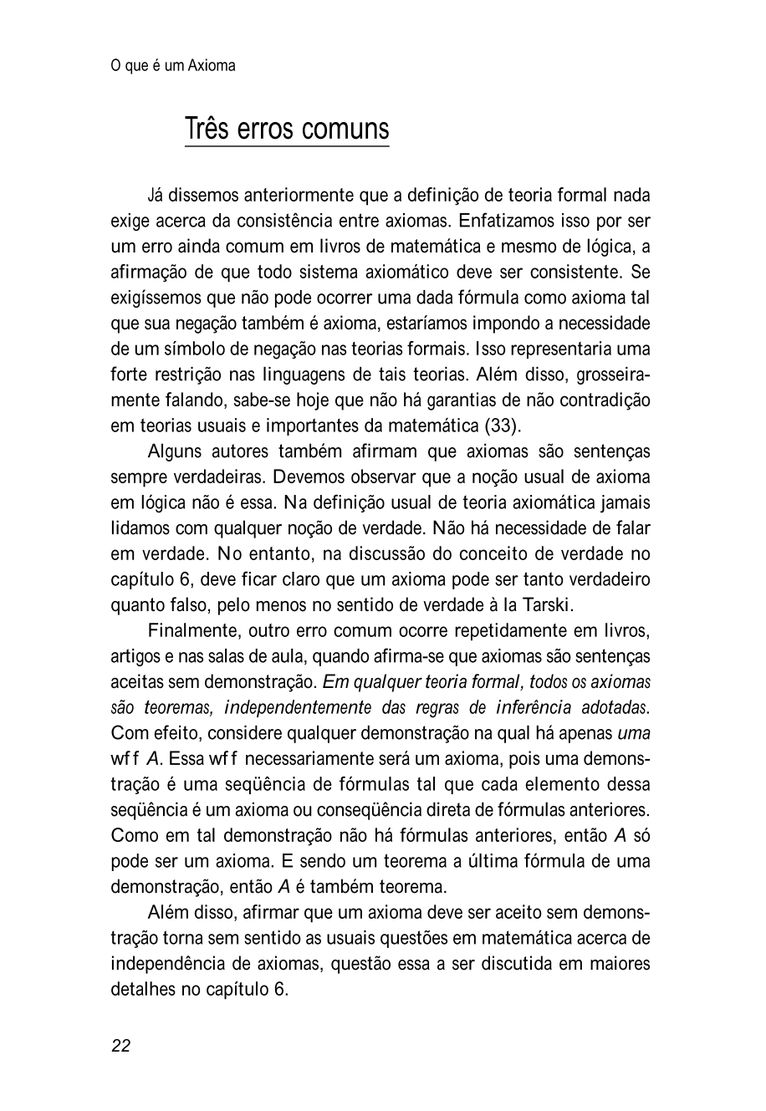 O que é um Axioma
Três erros comuns
Já dissemos anteriormente que a definição de teoria formal nada
exige acerca da consistência entre axiomas. Enfatizamos isso por ser
um erro ainda comum em livros de matemática e mesmo de lógica, a
afirmação de que todo sistema axiomático deve ser consistente. Se
exigíssemos que não pode ocorrer uma dada fórmula como axioma tal
que sua negação também é axioma, estaríamos impondo a necessidade
de um símbolo de negação nas teorias formais. Isso representaria uma
forte restrição nas linguagens de tais teorias. Além disso, grosseira-
mente falando, sabe-se hoje que não há garantias de não contradição
em teorias usuais e importantes da matemática (33).
Alguns autores também afirmam que axiomas são sentenças
sempre verdadeiras. Devemos observar que a noção usual de axioma
em lógica não é essa. Na definição usual de teoria axiomática jamais
lidamos com qualquer noção de verdade. Não há necessidade de falar
em verdade. No entanto, na discussão do conceito de verdade no
capítulo 6, deve ficar claro que um axioma pode ser tanto verdadeiro
quanto falso, pelo menos no sentido de verdade à la Tarski.
Finalmente, outro erro comum ocorre repetidamente em livros,
artigos e nas salas de aula, quando afirma-se que axiomas são sentenças
aceitas sem demonstração. Em qualquer teoria formal, todos os axiomas
são teoremas, independentemente das regras de inferência adotadas.
Com efeito, considere qualquer demonstração na qual há apenas uma
wff A. Essa wff necessariamente será um axioma, pois uma demons-
tração é uma seqüência de fórmulas tal que cada elemento dessa
seqüência é um axioma ou conseqüência direta de fórmulas anteriores.
Como em tal demonstração não há fórmulas anteriores, então A só
pode ser um axioma. E sendo um teorema a última fórmula de uma
demonstração, então A é também teorema.
Além disso, afirmar que um axioma deve ser aceito sem demons-
tração torna sem sentido as usuais questões em matemática acerca de
independência de axiomas, questão essa a ser discutida em maiores
detalhes no capítulo 6.
22